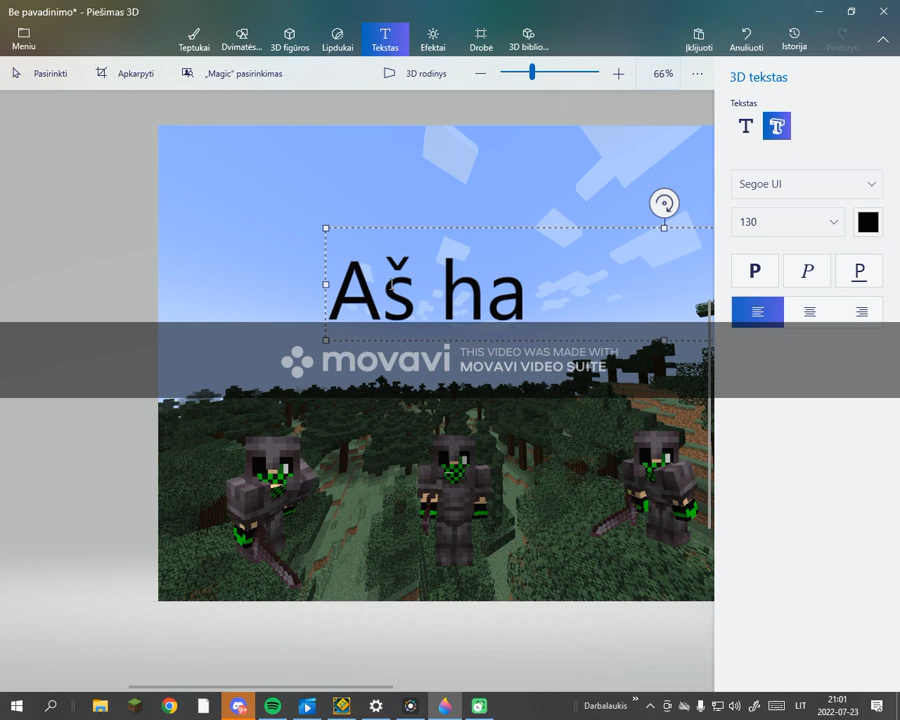 Be pavadinimo* - Piešimas 3D
Meniu
Teptukai
Dvimatės...
3D figūros
Lipdukai
Tekstas
Efektai
Drobė
3D biblio...
Įklijuoti
Anuliuoti
Istorija
Perdaryti
Pasirinkti
Apkarpyti
„Magic" pasirinkimas
3D rodinys
66%
3D tekstas
Tekstas
T
T
Segoe UI
130
P
P
P
Aš ha
movavi
THIS VIDEO WAS MADE WITH
MOVAVI VIDEO SUITE
9+
Darbalaukis
LIT
21:01
2022-07-23